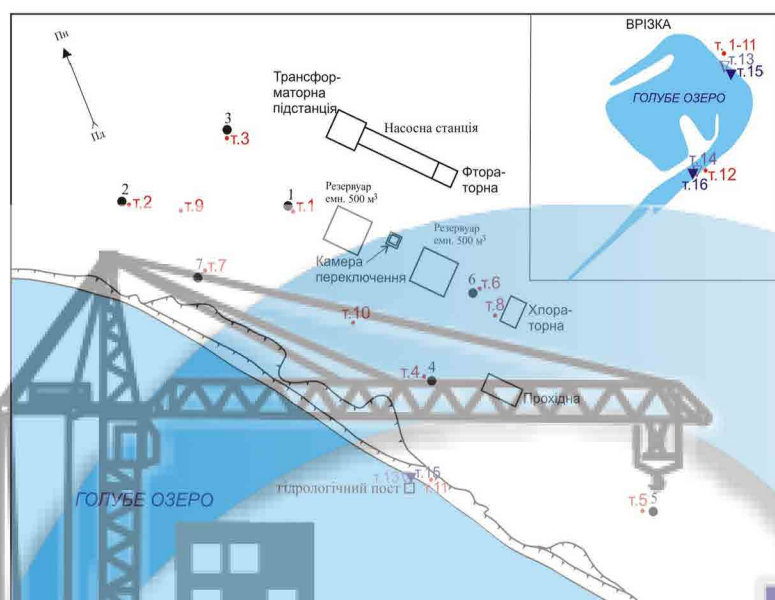 ВРІЗКА
Пн
т. 1-11
т.13
т.15
ГОЛУБЕ ОЗЕРО
т.14
т.12
т.16
Трансфор-
маторна
підстанція
Насосна станція
Фтора-
торна
Пд
3
т.3
2
т.2
т.9
1
т.1
Резервуар
емн. 500 м³
Резервуар
емн. 500 м³
Камера
переключення
7
т.7
6
т.6
т.8
Хлора-
торна
т.10
т.4
4
Прохідна
т.13
т.15
т.11
гідрологічний пост
ГОЛУБЕ ОЗЕРО
т.5
5